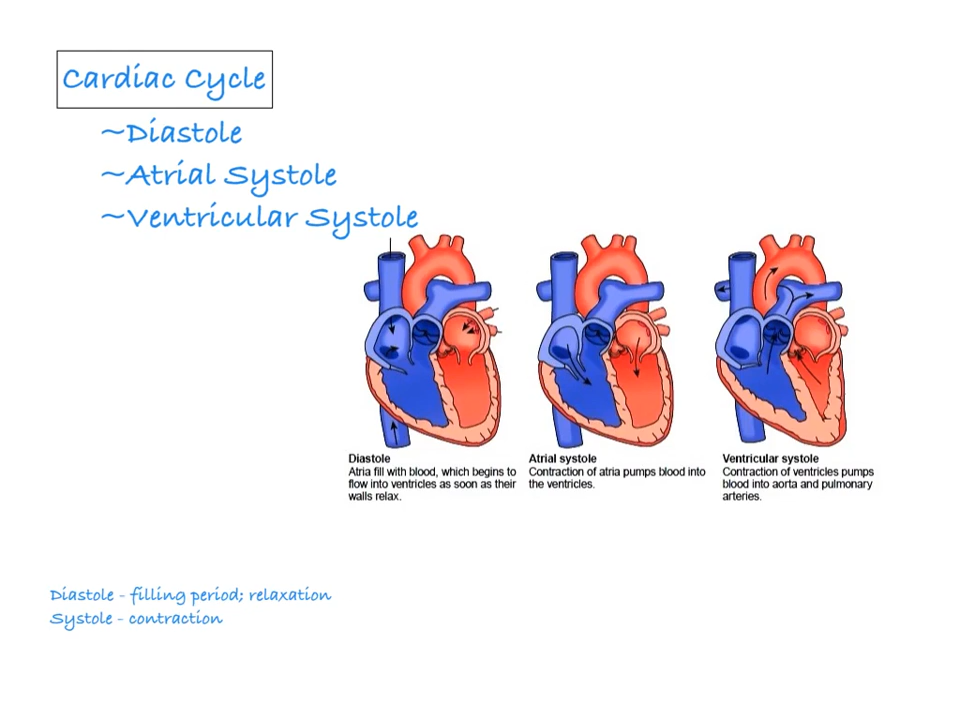 Cardiac Cycle
~Diastole
~Atrial Systole
~Ventricular Systole
Diastole
Atria fill with blood, which begins to
flow into ventricles as soon as their
walls relax.
Atrial systole
Contraction of atria pumps blood into
the ventricles.
Ventricular systole
Contraction of ventricles pumps
blood into aorta and pulmonary
arteries.
Diastole - filling period; relaxation
Systole - contraction